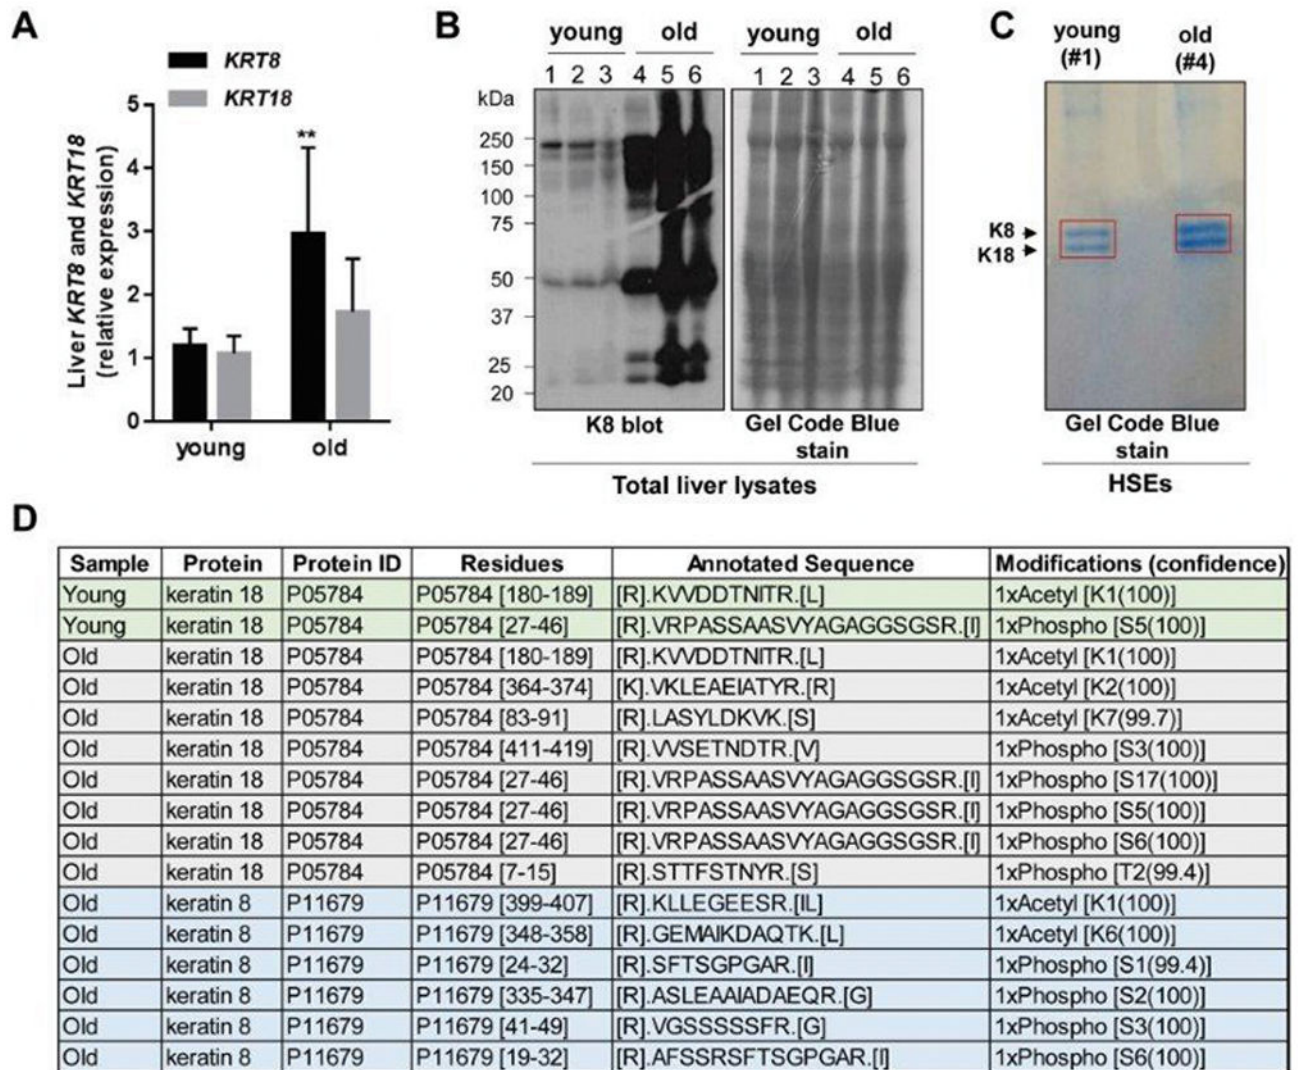 A
KRT8
KRT18
Liver KRT8 and KRT18
(relative expression)
5
4
3
2
1
0
**
young
old
B
young old young old
1 2 3 4 5 6 1 2 3 4 5 6
kDa
250
150
100
75
50
37
25
20
K8 blot
Gel Code Blue
stain
Total liver lysates
C
young
(#1)
old
(#4)
K8
K18
Gel Code Blue
stain
HSEs
D
Sample Protein Protein ID Residues Annotated Sequence Modifications (confidence)
Young keratin 18 P05784 P05784 [180-189] [R].KVVDDTNITR.[L] 1xAcetyl [K1(100)]
Young keratin 18 P05784 P05784 [27-46] [R].VRPASSAASVYAGAGGSGSR.[I] 1xPhospho [S5(100)]
Old keratin 18 P05784 P05784 [180-189] [R].KVVDDTNITR.[L] 1xAcetyl [K1(100)]
Old keratin 18 P05784 P05784 [364-374] [K].VKLEAEIATYR.[R] 1xAcetyl [K2(100)]
Old keratin 18 P05784 P05784 [83-91] [R].LASYLDKVK.[S] 1xAcetyl [K7(99.7)]
Old keratin 18 P05784 P05784 [411-419] [R].VVSETNDTR.[V] 1xPhospho [S3(100)]
Old keratin 18 P05784 P05784 [27-46] [R].VRPASSAASVYAGAGGSGSR.[I] 1xPhospho [S17(100)]
Old keratin 18 P05784 P05784 [27-46] [R].VRPASSAASVYAGAGGSGSR.[I] 1xPhospho [S5(100)]
Old keratin 18 P05784 P05784 [27-46] [R].VRPASSAASVYAGAGGSGSR.[I] 1xPhospho [S6(100)]
Old keratin 18 P05784 P05784 [7-15] [R].STTFSTNYR.[S] 1xPhospho [T2(99.4)]
Old keratin 8 P11679 P11679 [399-407] [R].KLLEGEESR.[IL] 1xAcetyl [K1(100)]
Old keratin 8 P11679 P11679 [348-358] [R].GEMAIKDAQTK.[L] 1xAcetyl [K6(100)]
Old keratin 8 P11679 P11679 [24-32] [R].SFTSGPGAR.[I] 1xPhospho [S1(99.4)]
Old keratin 8 P11679 P11679 [335-347] [R].ASLEAAIADAEQR.[G] 1xPhospho [S2(100)]
Old keratin 8 P11679 P11679 [41-49] [R].VGSSSSSFR.[G] 1xPhospho [S3(100)]
Old keratin 8 P11679 P11679 [19-32] [R].AFSSRSFTSGPGAR.[I] 1xPhospho [S6(100)]